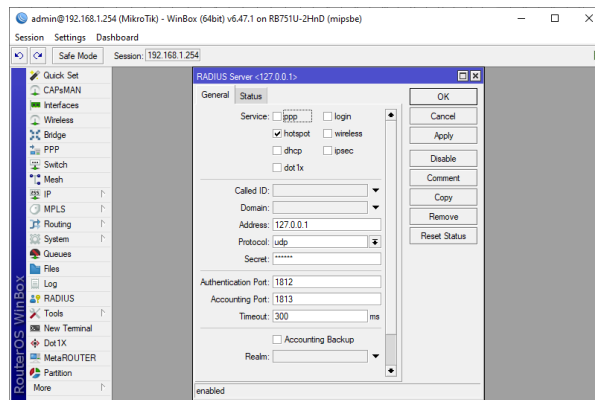 admin@192.168.1.254 (MikroTik) - WinBox (64bit) v6.47.1 on RB751U-2HnD (mipsbe)
Session Settings Dashboard
Safe Mode Session: 192.168.1.254
Quick Set
CAPsMAN
Interfaces
Wireless
Bridge
PPP
Switch
Mesh
IP
MPLS
Routing
System
Queues
Files
Log
RADIUS
Tools
New Terminal
Dot1X
MetaROUTER
Partition
More
RouterOS WinBox
RADIUS Server <127.0.0.1>
General Status
Service: ppp login
hotspot wireless
dhcp ipsec
dot1x
Called ID:
Domain:
Address: 127.0.0.1
Protocol: udp
Secret: ******
Authentication Port: 1812
Accounting Port: 1813
Timeout: 300 ms
Accounting Backup
Realm:
enabled
OK
Cancel
Apply
Disable
Comment
Copy
Remove
Reset Status